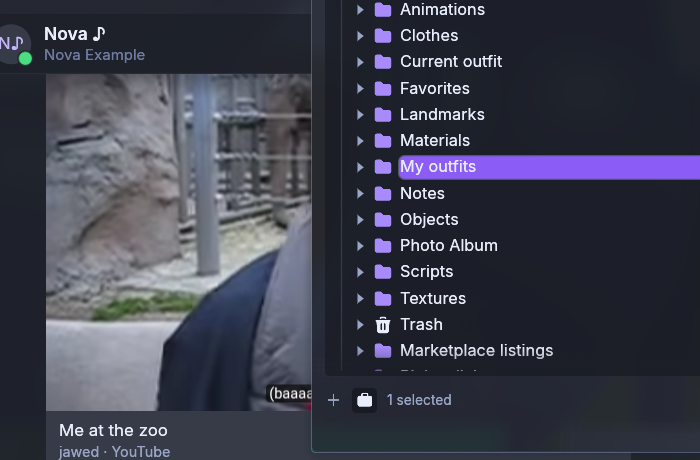 N♪
Nova ♪
Nova Example
(baaaa
Me at the zoo
jawed · YouTube
Animations
Clothes
Current outfit
Favorites
Landmarks
Materials
My outfits
Notes
Objects
Photo Album
Scripts
Textures
Trash
Marketplace listings
1 selected